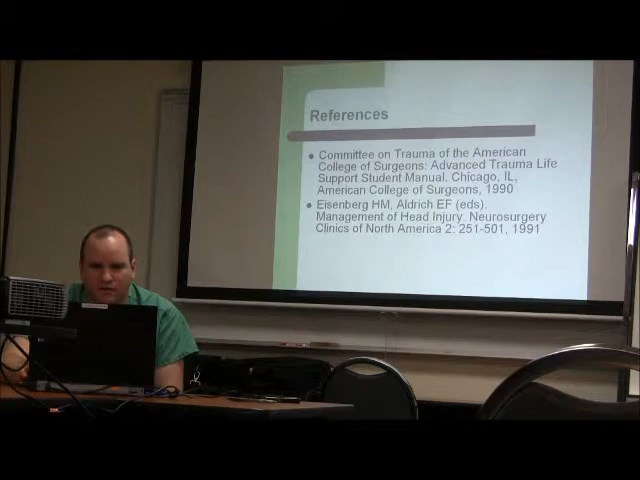 References
• Committee on Trauma of the American
College of Surgeons: Advanced Trauma Life
Support Student Manual. Chicago, IL,
American College of Surgeons, 1990
• Eisenberg HM, Aldrich EF (eds).
Management of Head Injury. Neurosurgery
Clinics of North America 2: 251-501, 1991